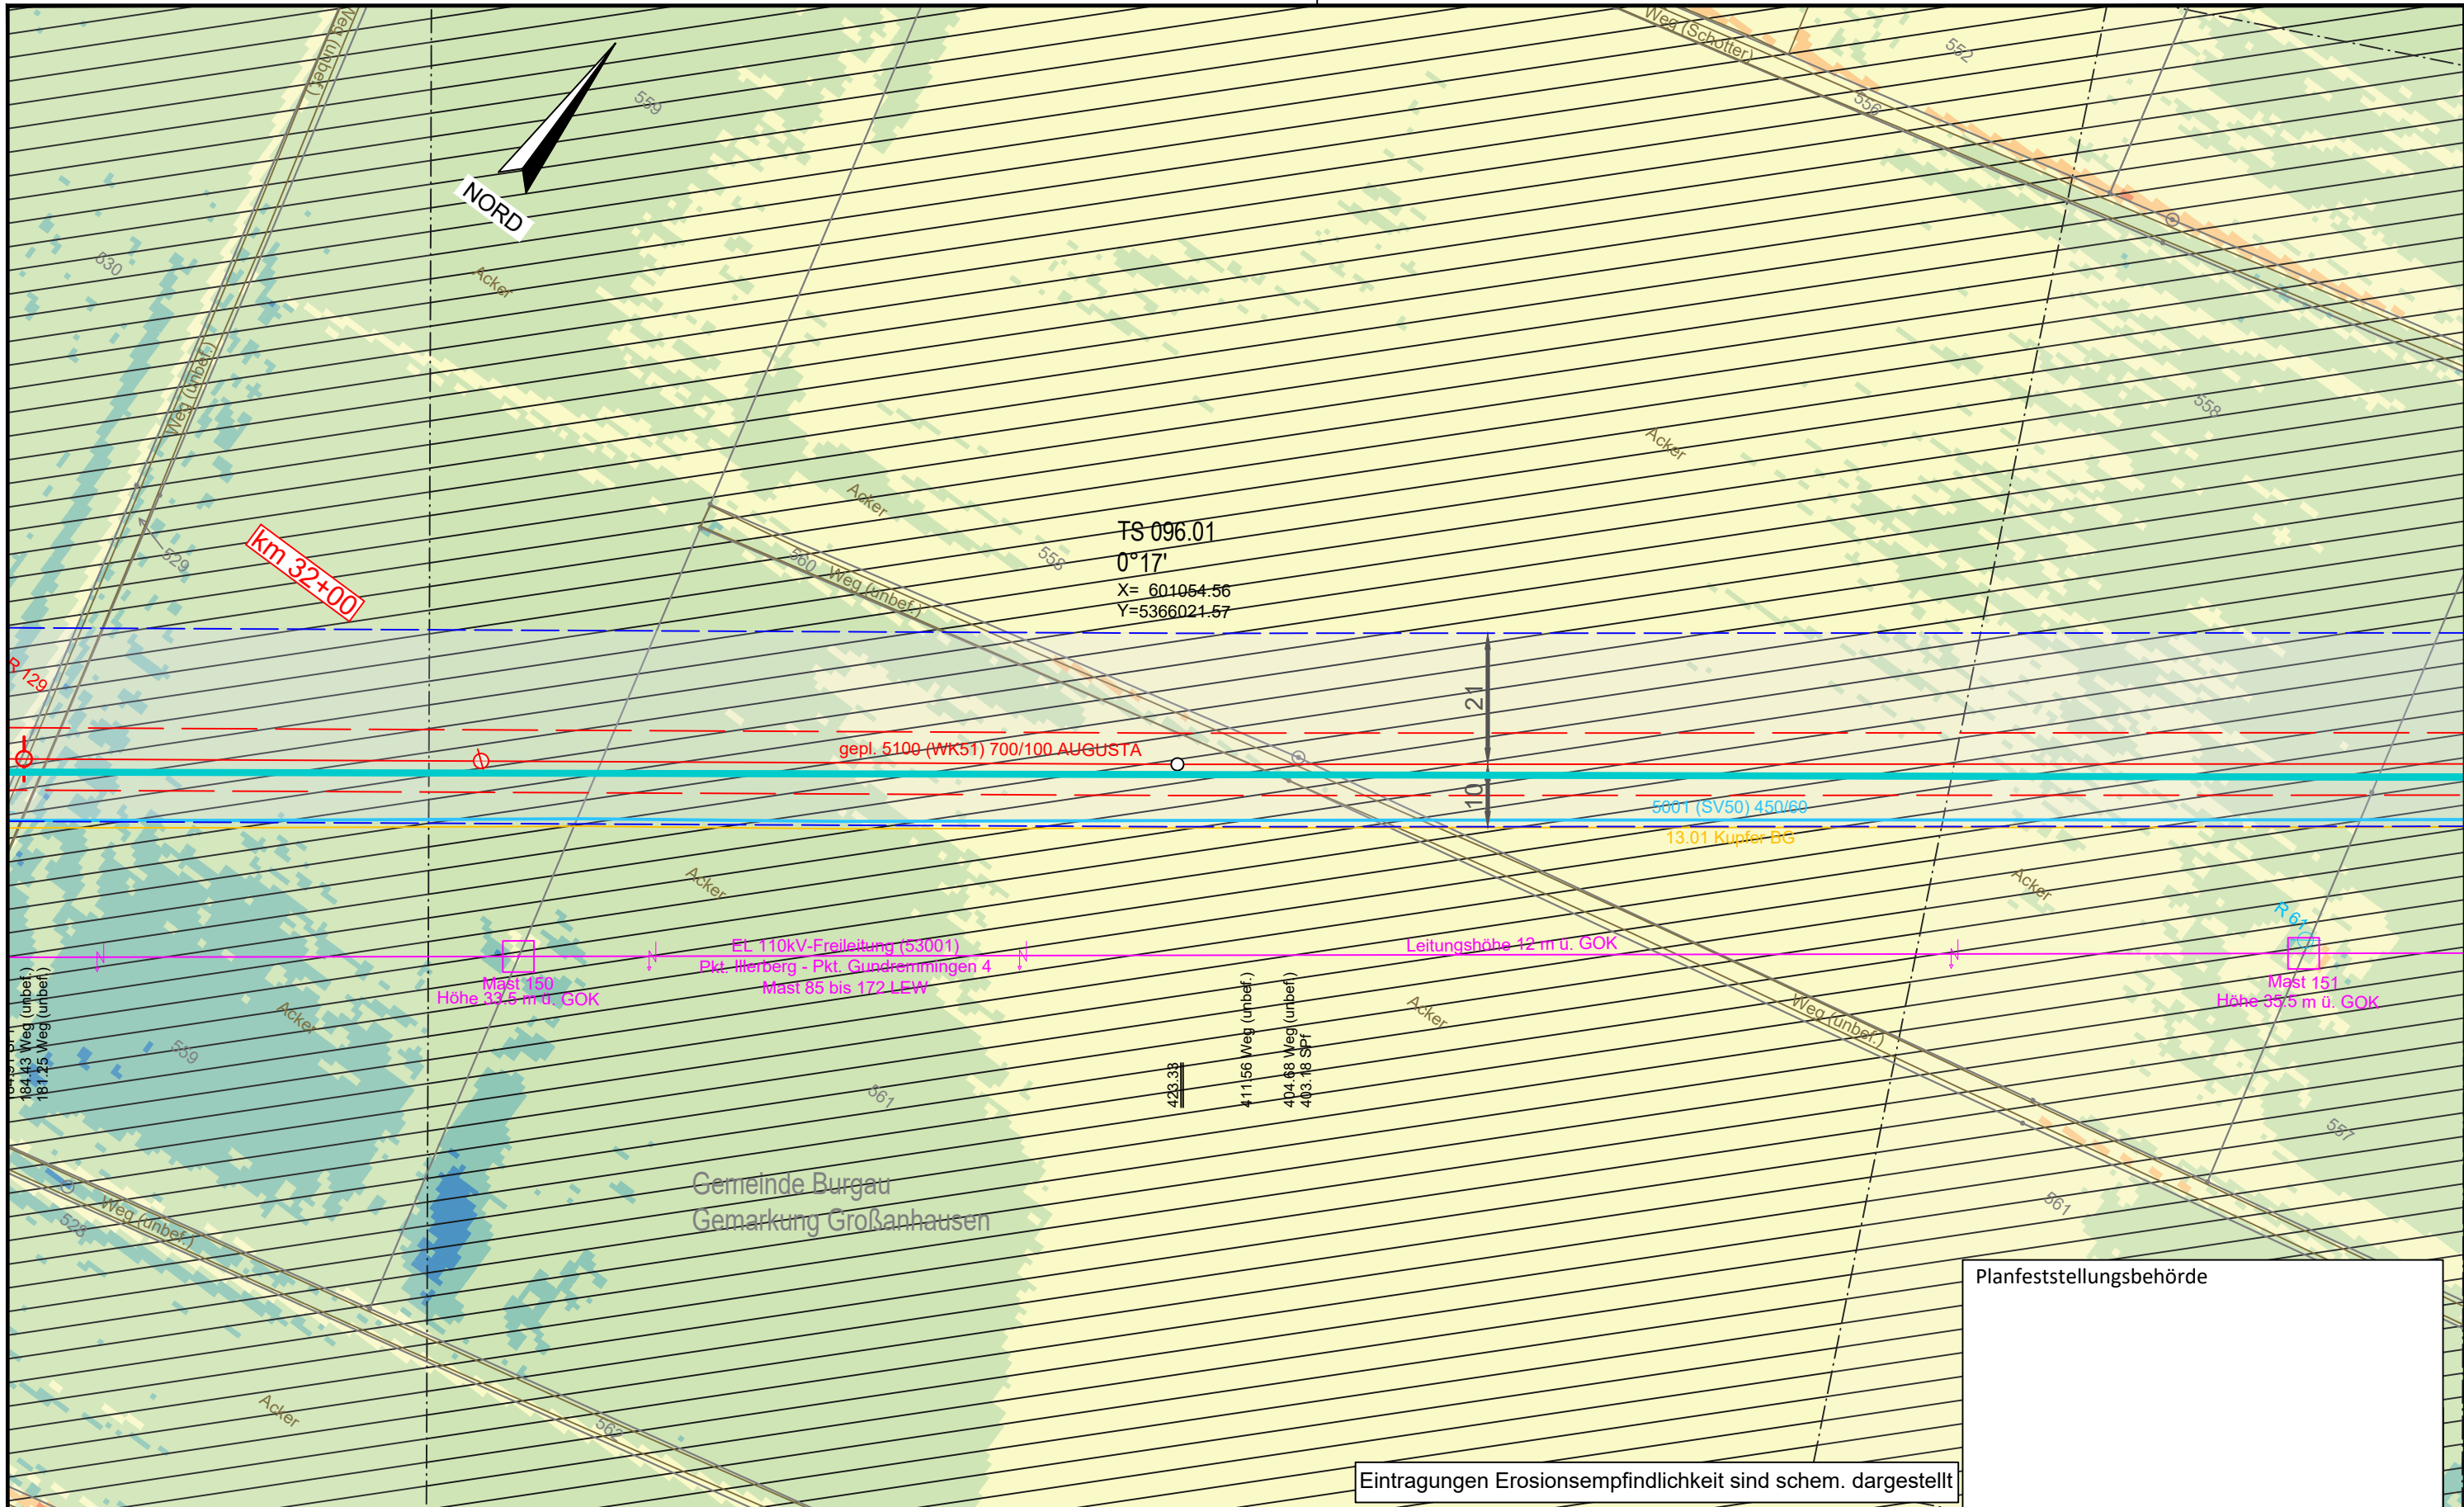 Weg (unbef.)
Weg (Schotter)
552
559
556
NORD
530
Acker
Weg (unbef.)
558
Acker
Acker
TS 096.01
0°17'
X= 601054.56
Y=5366021.57
529
km 32+00
560
Weg (unbef.)
558
R 129
21
gepl. 5100 (WK51) 700/100 AUGUSTA
10
5001 (SV50) 450/60
13.01 Kupfer BG
Acker
Acker
R 61
EL 110kV-Freileitung (53001)
Pkt. Illerberg - Pkt. Gundremmingen 4
Mast 85 bis 172 LEW
Leitungshöhe 12 m ü. GOK
Mast 150
Höhe 33.5 m ü. GOK
Mast 151
Höhe 35.5 m ü. GOK
Acker
Acker
Weg (unbef.)
184.43 Weg (unbef.)
181.25 Weg (unbef.)
559
561
423.33
411.56 Weg (unbef.)
404.68 Weg (unbef.)
403.18 SPf
557
Gemeinde Burgau
Gemarkung Großanhausen
561
528
Weg (unbef.)
Planfeststellungsbehörde
Acker
562
Eintragungen Erosionsempfindlichkeit sind schem. dargestellt